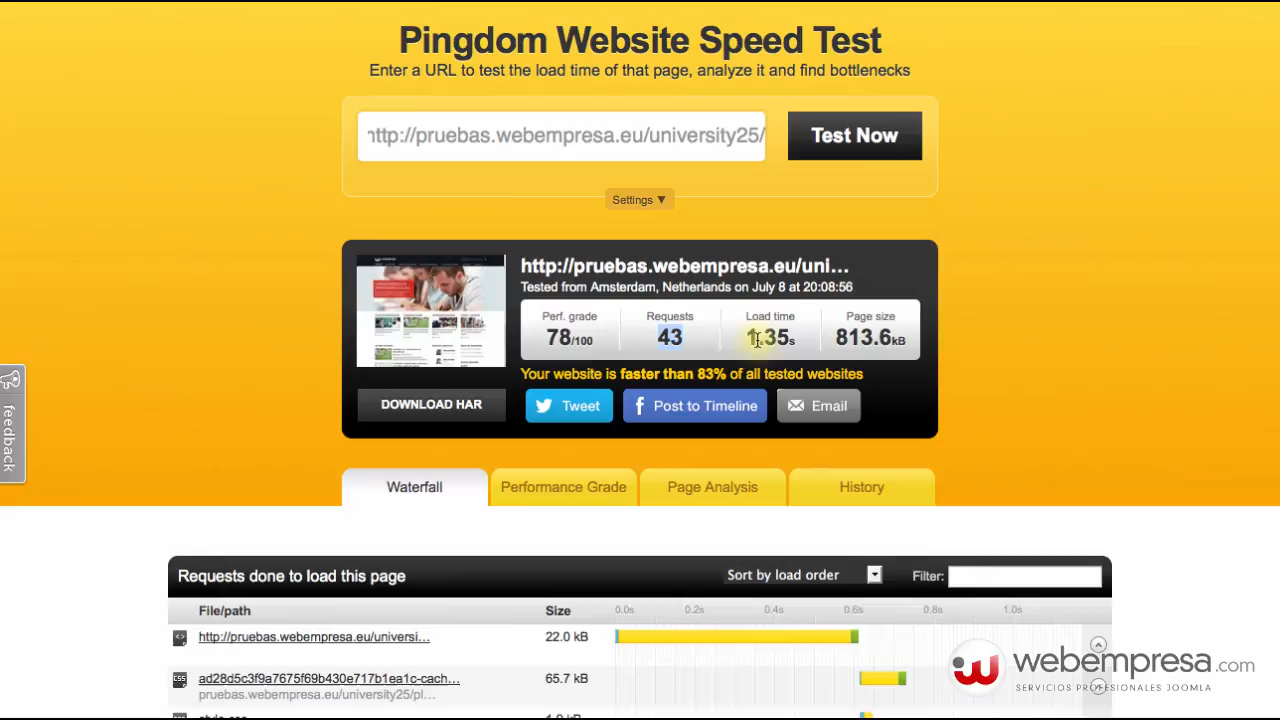 Pingdom Website Speed Test
Enter a URL to test the load time of that page, analyze it and find bottlenecks
http://pruebas.webempresa.eu/university25/
Test Now
Settings ▼
http://pruebas.webempresa.eu/uni...
Tested from Amsterdam, Netherlands on July 8 at 20:08:56
Perf. grade Requests Load time Page size
78/100 43 1.35s 813.6kB
Your website is faster than 83% of all tested websites
DOWNLOAD HAR Tweet Post to Timeline Email
feedback
Waterfall Performance Grade Page Analysis History
Requests done to load this page Sort by load order Filter:
File/path Size 0.0s 0.2s 0.4s 0.6s 0.8s 1.0s
http://pruebas.webempresa.eu/universi... 22.0 kB
CSS ad28d5c3f9a7675f69b430e717b1ea1c-cach... 65.7 kB
pruebas.webempresa.eu/university25/pl...
webempresa.com
SERVICIOS PROFESIONALES JOOMLA